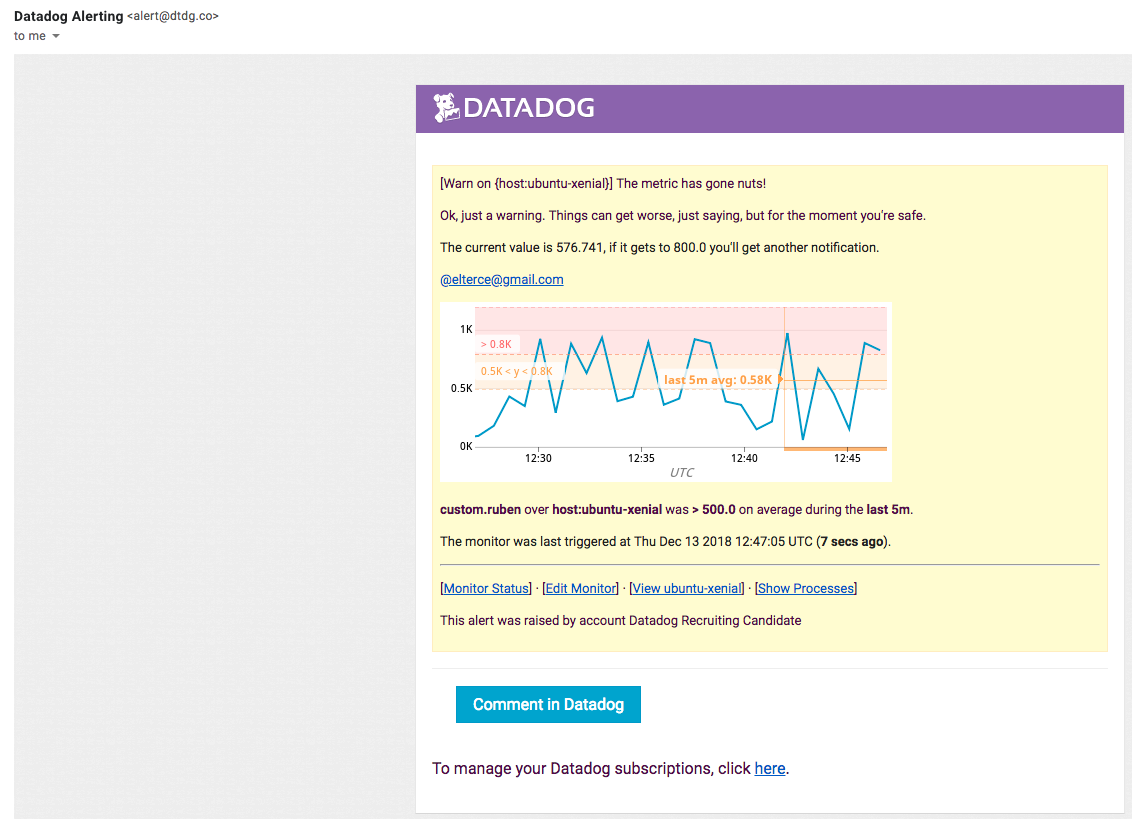 Datadog Alerting <alert@dtdg.co>
to me
DATADOG
[Warn on {host:ubuntu-xenial}] The metric has gone nuts!
Ok, just a warning. Things can get worse, just saying, but for the moment you're safe.
The current value is 576.741, if it gets to 800.0 you'll get another notification.
@elterce@gmail.com
1K
> 0.8K
0.5K < y < 0.8K
last 5m avg: 0.58K
0.5K
0K
12:30 12:35 12:40 12:45
UTC
custom.ruben over host:ubuntu-xenial was > 500.0 on average during the last 5m.
The monitor was last triggered at Thu Dec 13 2018 12:47:05 UTC (7 secs ago).
[Monitor Status] · [Edit Monitor] · [View ubuntu-xenial] · [Show Processes]
This alert was raised by account Datadog Recruiting Candidate
Comment in Datadog
To manage your Datadog subscriptions, click here.